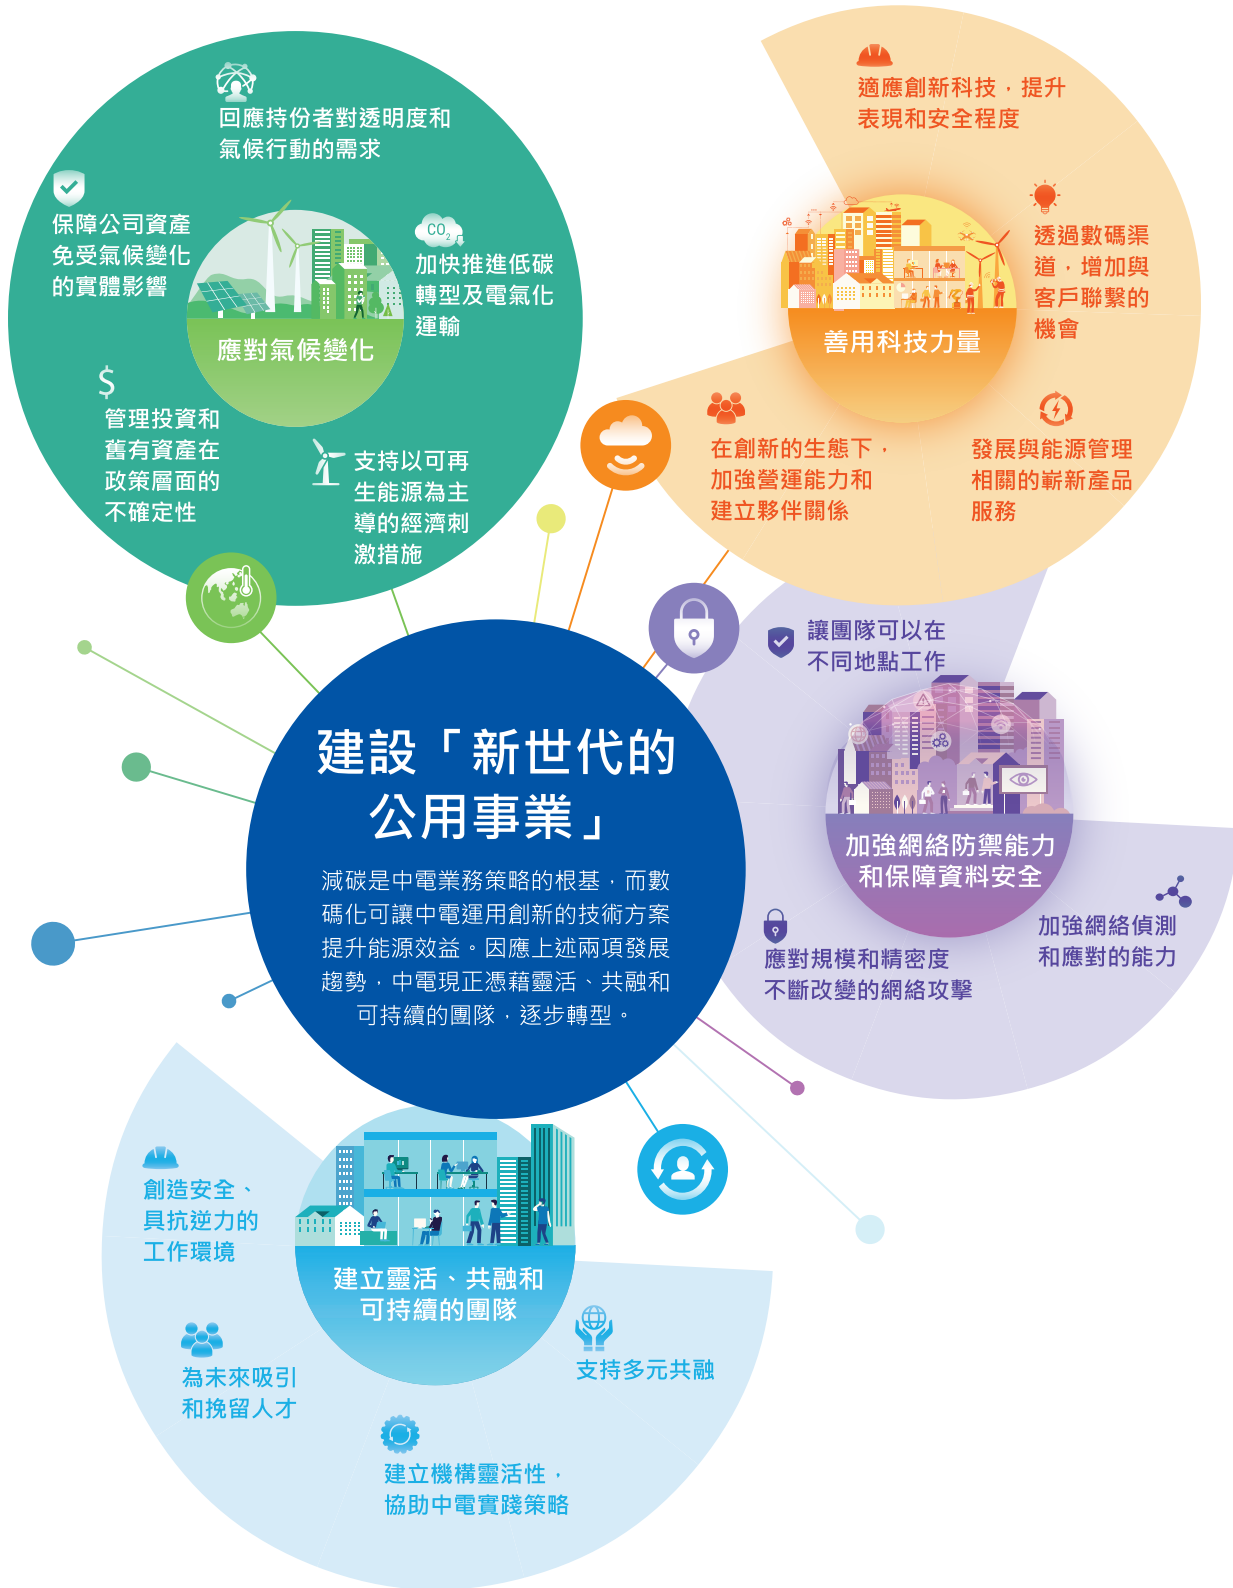 回應持份者對透明度和
氣候行動的需求
保障公司資產
免受氣候變化
的實體影響
CO2
加快推進低碳
轉型及電氣化
運輸
應對氣候變化
$
管理投資和
舊有資產在
政策層面的
不確定性
支持以可再
生能源為主
導的經濟刺
激措施
適應創新科技，提升
表現和安全程度
透過數碼渠
道，增加與
客戶聯繫的
機會
善用科技力量
在創新的生態下，
加強營運能力和
建立夥伴關係
發展與能源管理
相關的嶄新產品
服務
讓團隊可以在
不同地點工作
加強網絡防禦能力
和保障資料安全
應對規模和精密度
不斷改變的網絡攻擊
加強網絡偵測
和應對的能力
建設「新世代的
公用事業」
減碳是中電業務策略的根基，而數
碼化可讓中電運用創新的技術方案
提升能源效益。因應上述兩項發展
趨勢，中電現正憑藉靈活、共融和
可持續的團隊，逐步轉型。
創造安全、
具抗逆力的
工作環境
建立靈活、共融和
可持續的團隊
為未來吸引
和挽留人才
支持多元共融
建立機構靈活性，
協助中電實踐策略